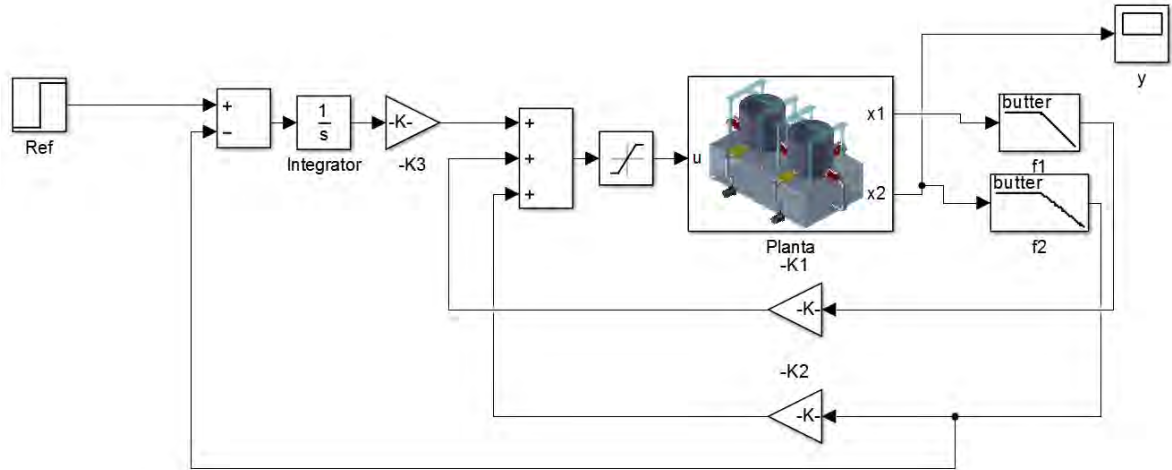 Ref
+
−
1
s
Integrator
-K-
-K3
+
+
+
u
x1
x2
Planta
butter
f1
butter
f2
y
-K1
-K-
-K2
-K-